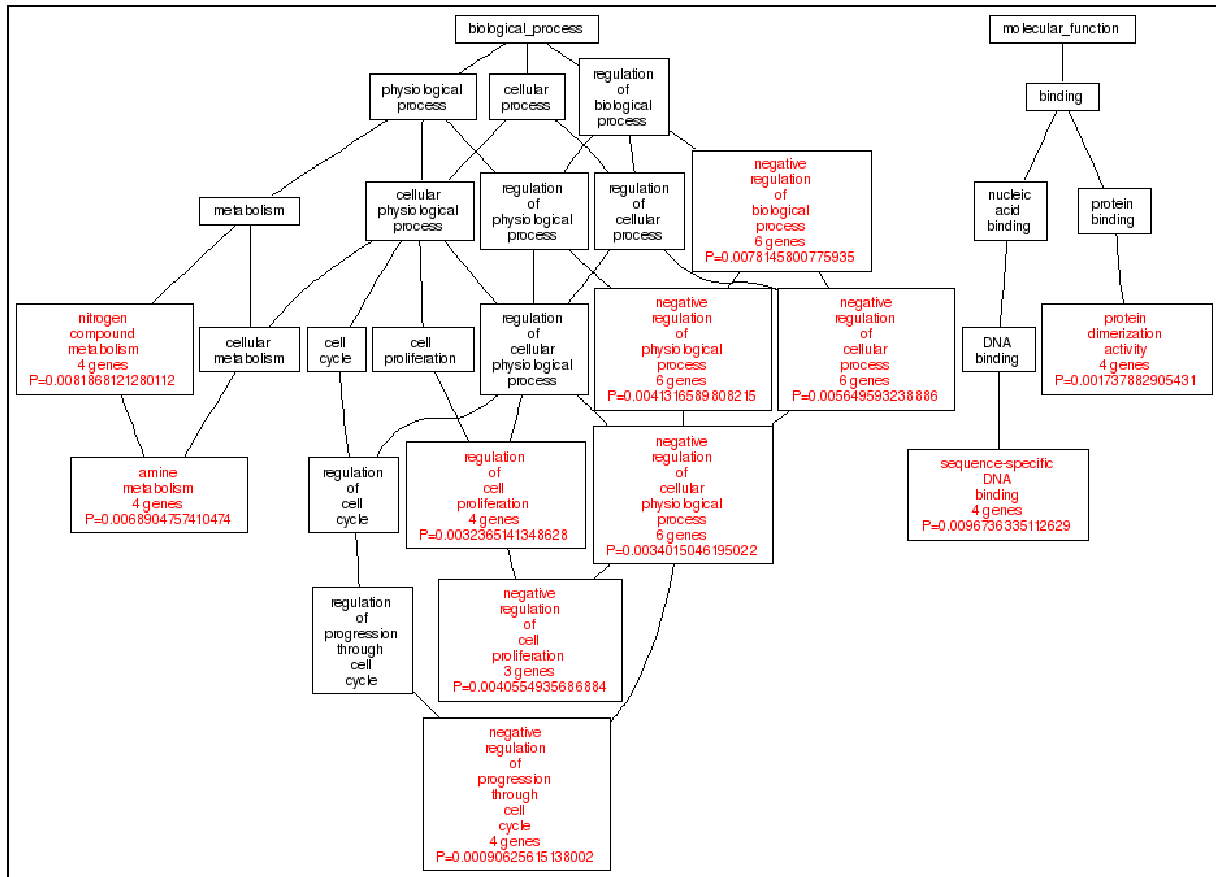 biological_process
molecular_function
physiological
process
cellular
process
regulation
of
biological
process
binding
metabolism
cellular
physiological
process
regulation
of
physiological
process
regulation
of
cellular
process
negative
regulation
of
biological
process
6 genes
P=0.0078145800775935
nucleic
acid
binding
protein
binding
nitrogen
compound
metabolism
4 genes
P=0.0081868121280112
cellular
metabolism
cell
cycle
cell
proliferation
regulation
of
cellular
physiological
process
negative
regulation
of
physiological
process
6 genes
P=0.0041316589808215
negative
regulation
of
cellular
process
6 genes
P=0.0056495932388​86
DNA
binding
protein
dimerization
activity
4 genes
P=0.001737882905431
amine
metabolism
4 genes
P=0.0068904757410474
regulation
of
cell
cycle
regulation
of
cell
proliferation
4 genes
P=0.0032365141348628
negative
regulation
of
cellular
physiological
process
6 genes
P=0.0034015046195022
sequence-specific
DNA
binding
4 genes
P=0.0096736335112629
regulation
of
progression
through
cell
cycle
negative
regulation
of
cell
proliferation
3 genes
P=0.0040554935686884
negative
regulation
of
progression
through
cell
cycle
4 genes
P=0.00090625615138002